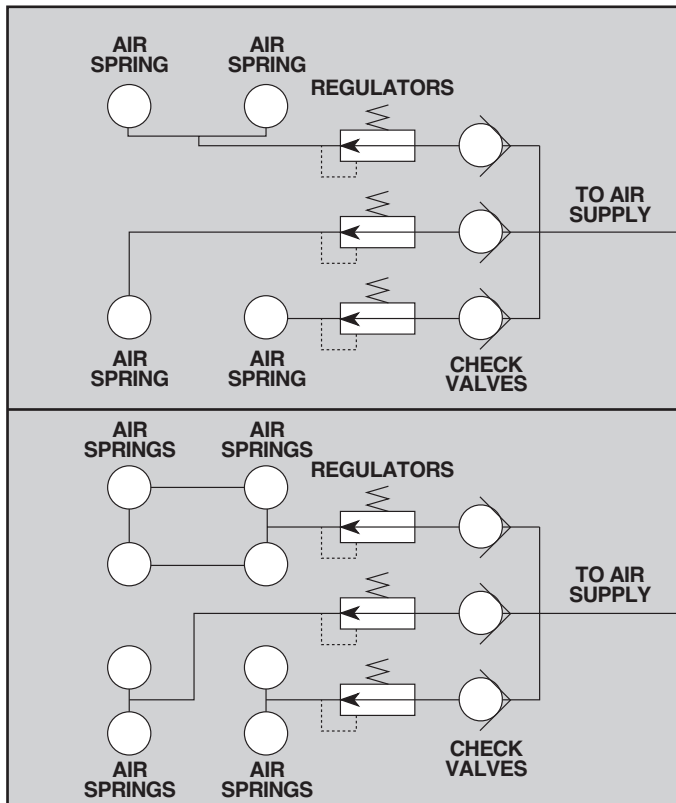 AIR
SPRING
AIR
SPRING
REGULATORS
TO AIR
SUPPLY
AIR
SPRING
AIR
SPRING
CHECK
VALVES
AIR
SPRINGS
AIR
SPRINGS
REGULATORS
TO AIR
SUPPLY
AIR
SPRINGS
AIR
SPRINGS
CHECK
VALVES